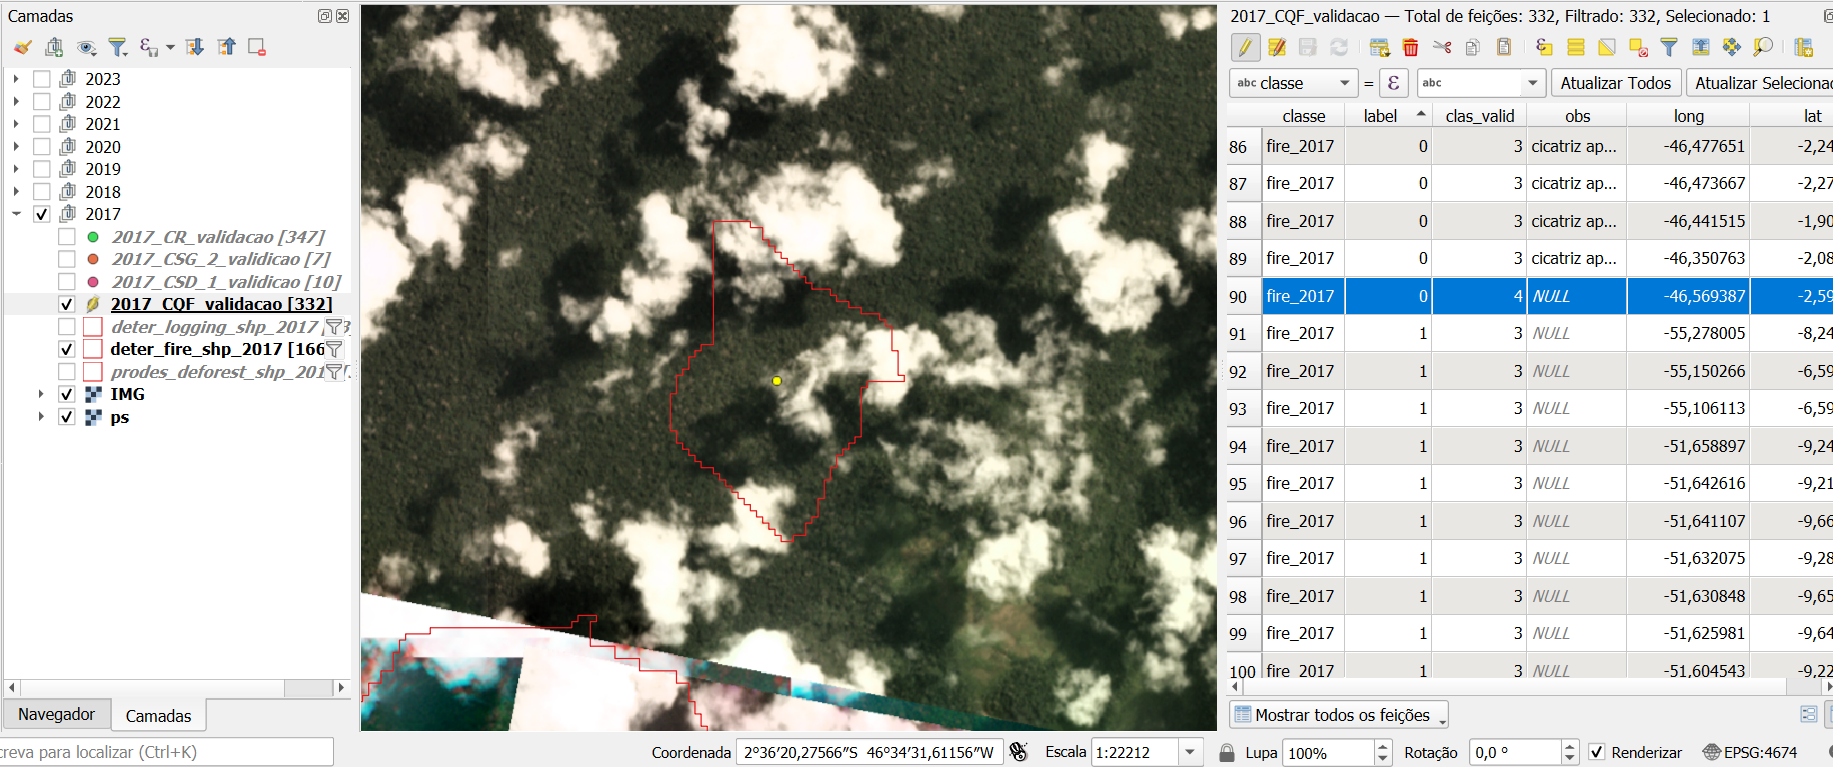 Camadas
2023
2022
2021
2020
2019
2018
2017
2017_CR_validacao [347]
2017_CSG_2_validicao [7]
2017_CSD_1_validicao [10]
2017_CQF_validacao [332]
deter_logging_shp_2017
deter_fire_shp_2017 [166
prodes_deforest_shp_201
IMG
ps
Navegador
Camadas
2017_CQF_validacao — Total de feições: 332, Filtrado: 332, Selecionado: 1
abc classe = ε abc Atualizar Todos Atualizar Selecionad
classe label clas_valid obs long lat
86 fire_2017 0 3 cicatriz ap... -46,477651 -2,24
87 fire_2017 0 3 cicatriz ap... -46,473667 -2,27
88 fire_2017 0 3 cicatriz ap... -46,441515 -1,90
89 fire_2017 0 3 cicatriz ap... -46,350763 -2,08
90 fire_2017 0 4 NULL -46,569387 -2,59
91 fire_2017 1 3 NULL -55,278005 -8,24
92 fire_2017 1 3 NULL -55,150266 -6,59
93 fire_2017 1 3 NULL -55,106113 -6,59
94 fire_2017 1 3 NULL -51,658897 -9,24
95 fire_2017 1 3 NULL -51,642616 -9,21
96 fire_2017 1 3 NULL -51,641107 -9,66
97 fire_2017 1 3 NULL -51,632075 -9,28
98 fire_2017 1 3 NULL -51,630848 -9,65
99 fire_2017 1 3 NULL -51,625981 -9,64
100 fire_2017 1 3 NULL -51,604543 -9,22
Mostrar todos os feições
creva para localizar (Ctrl+K)
Coordenada 2°36′20,27566″S 46°34′31,61156″W Escala 1:22212 Lupa 100% Rotação 0,0 ° Renderizar EPSG:4674